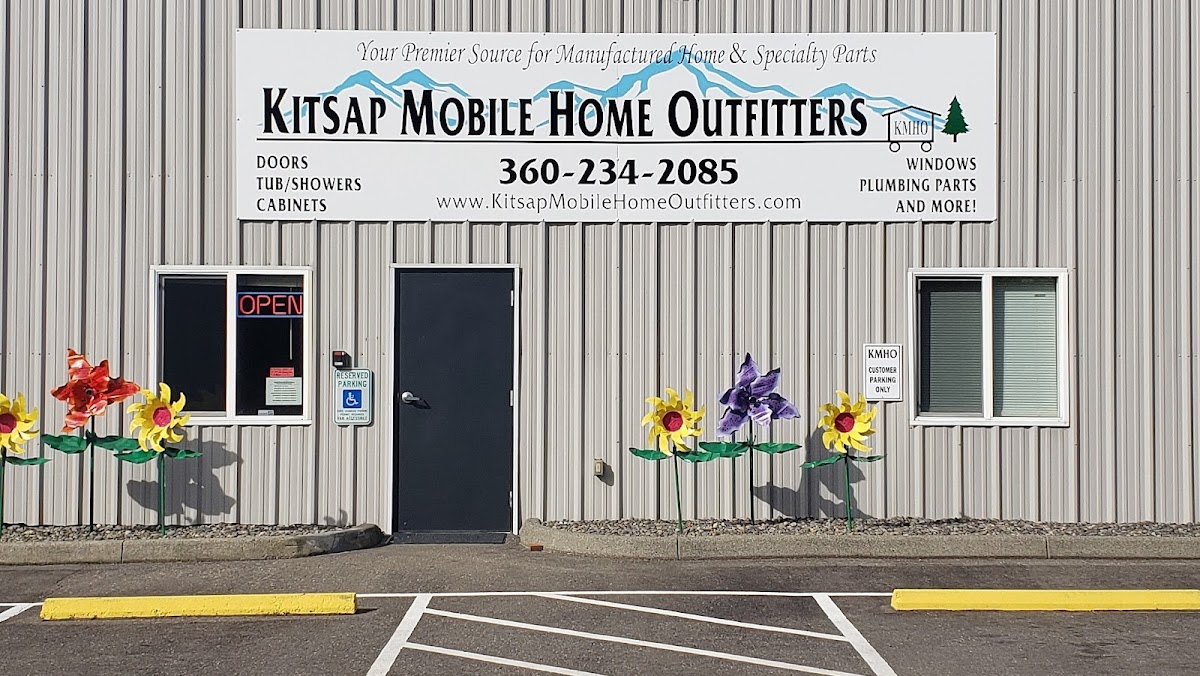 Your Premier Source for Manufactured Home & Specialty Parts
KITSAP MOBILE HOME OUTFITTERS
KMHO
DOORS
TUB/SHOWERS
CABINETS
360-234-2085
www.KitsapMobileHomeOutfitters.com
WINDOWS
PLUMBING PARTS
AND MORE!
OPEN
RESERVED
PARKING
KMHO
CUSTOMER
PARKING
ONLY